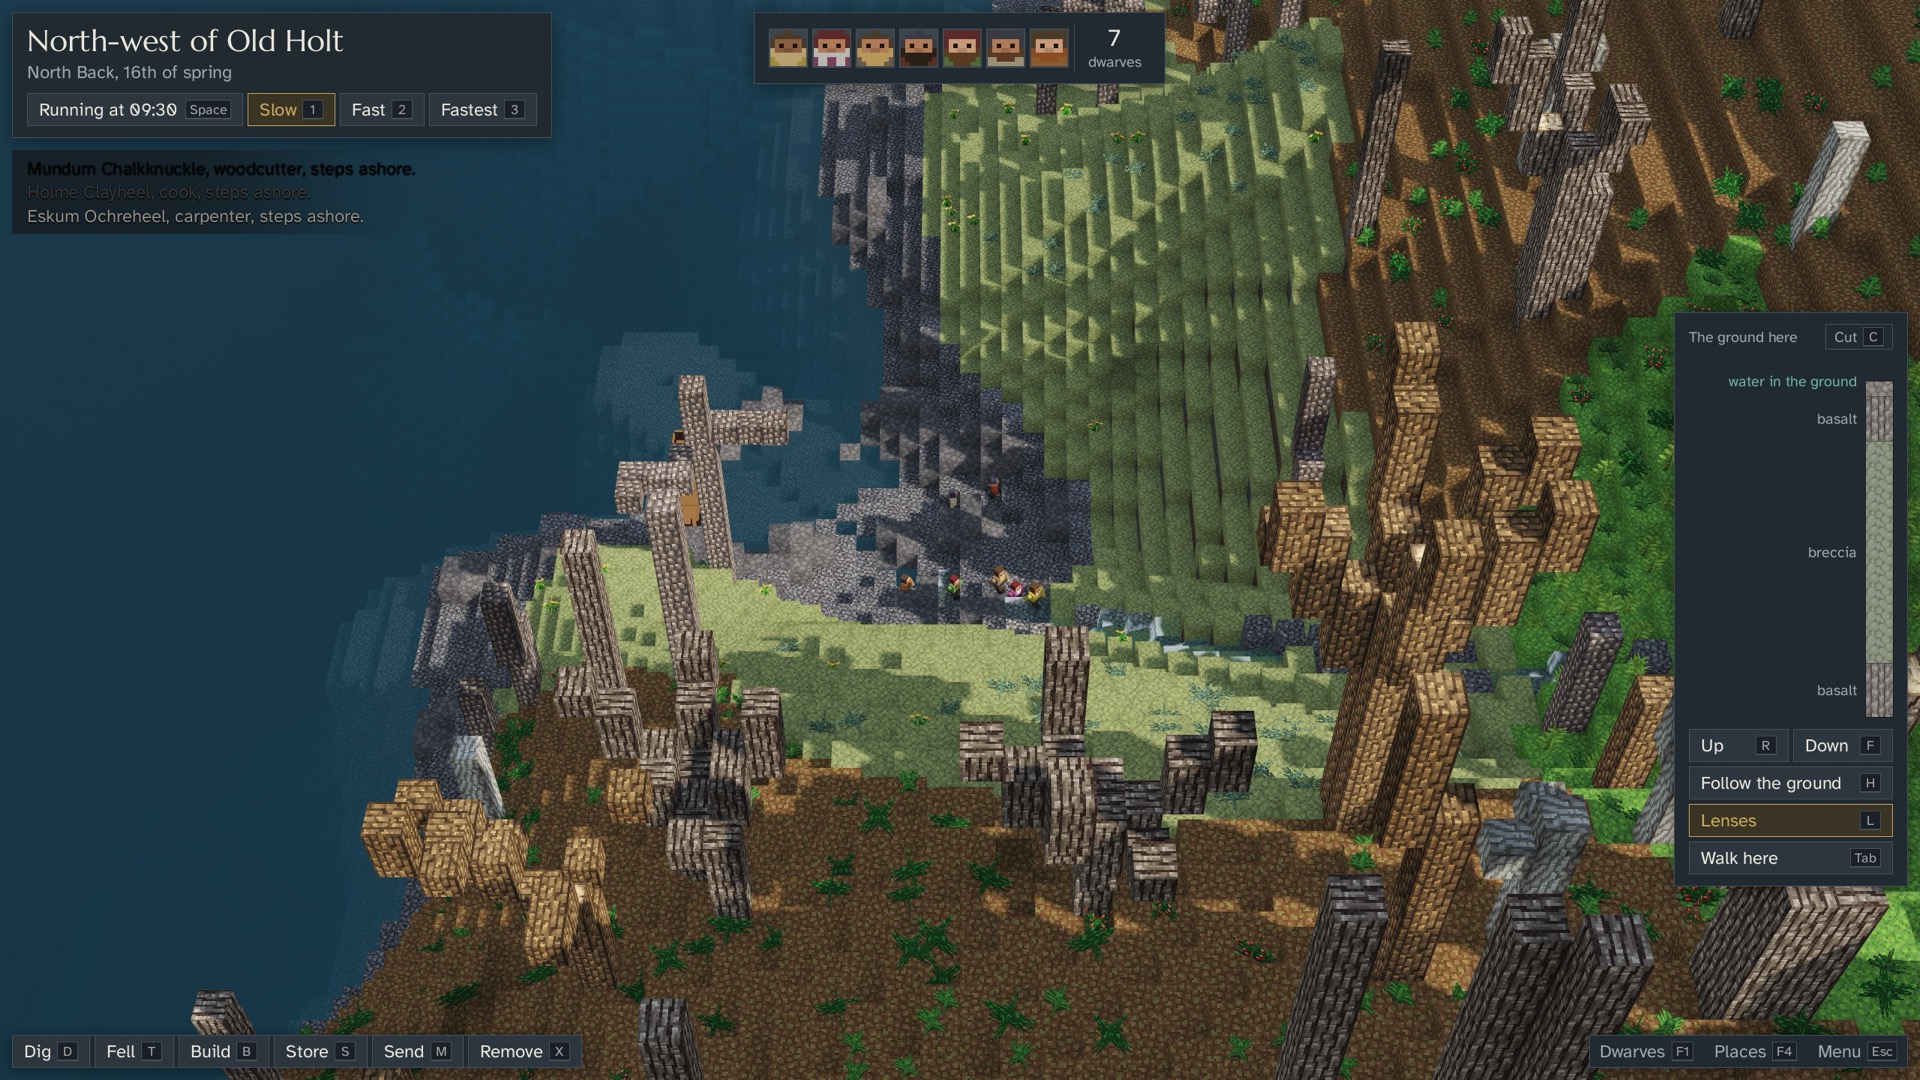 North-west of Old Holt
North Back, 16th of spring
Running at 09:30 Space
Slow 1
Fast 2
Fastest 3
Mundum Chalkknuckle, woodcutter, steps ashore.
Holme Clayheel, cook, steps ashore.
Eskum Ochreheel, carpenter, steps ashore.
7
dwarves
The ground here
Cut C
water in the ground
basalt
breccia
basalt
Up R
Down F
Follow the ground H
Lenses L
Walk here Tab
Dig D
Fell T
Build B
Store S
Send M
Remove X
Dwarves F1
Places F4
Menu Esc